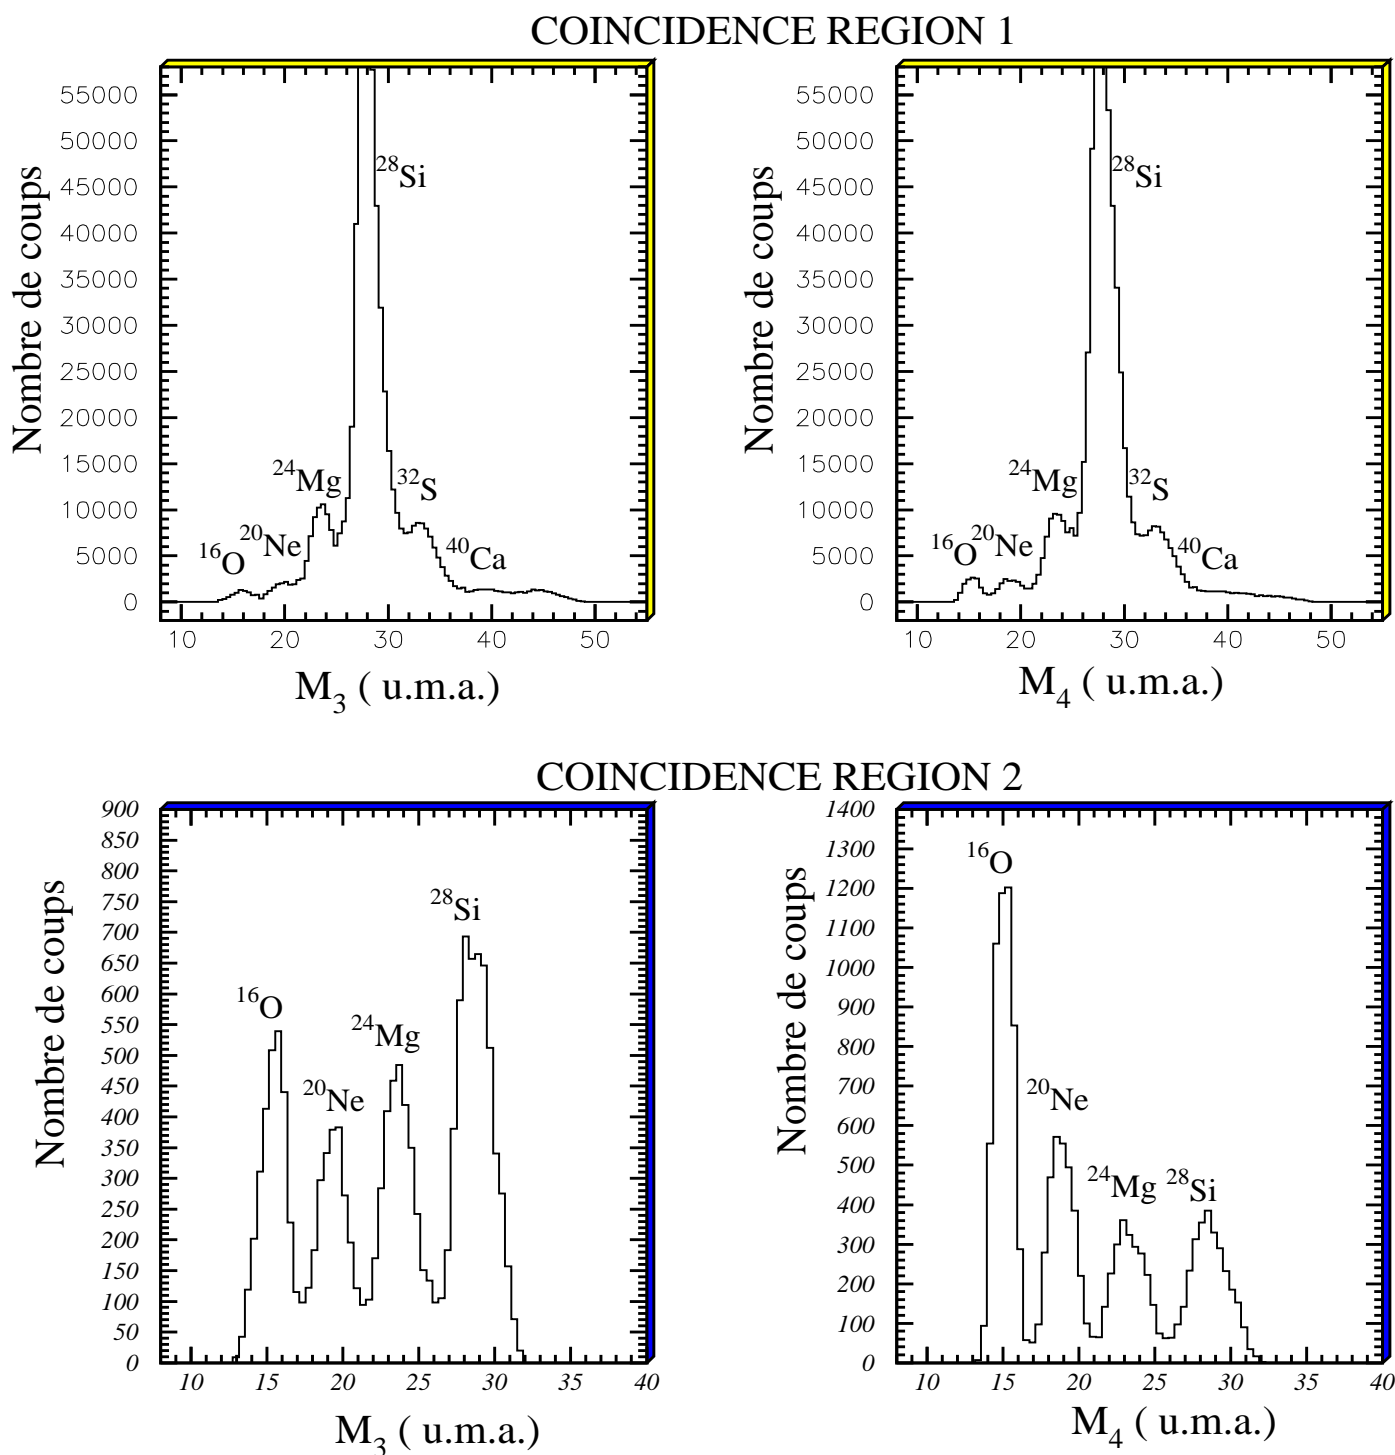 COINCIDENCE REGION 1
Nombre de coups
55000
50000
45000
40000
35000
30000
25000
20000
15000
10000
5000
0
28Si
24Mg
32S
20Ne
16O
40Ca
10 20 30 40 50
M3 ( u.m.a.)
Nombre de coups
55000
50000
45000
40000
35000
30000
25000
20000
15000
10000
5000
0
28Si
24Mg
32S
16O
20Ne
40Ca
10 20 30 40 50
M4 ( u.m.a.)
COINCIDENCE REGION 2
Nombre de coups
900
850
800
750
700
650
600
550
500
450
400
350
300
250
200
150
100
50
0
28Si
16O
24Mg
20Ne
10 15 20 25 30 35 40
M3 ( u.m.a.)
Nombre de coups
1400
1300
1200
1100
1000
900
800
700
600
500
400
300
200
100
0
16O
20Ne
24Mg
28Si
10 15 20 25 30 35 40
M4 ( u.m.a.)